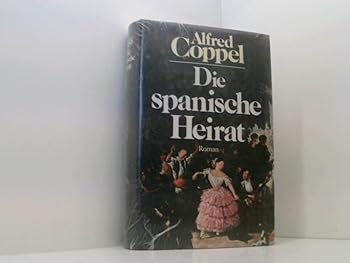 Alfred
Coppel
Die
spanische
Heirat
Roman